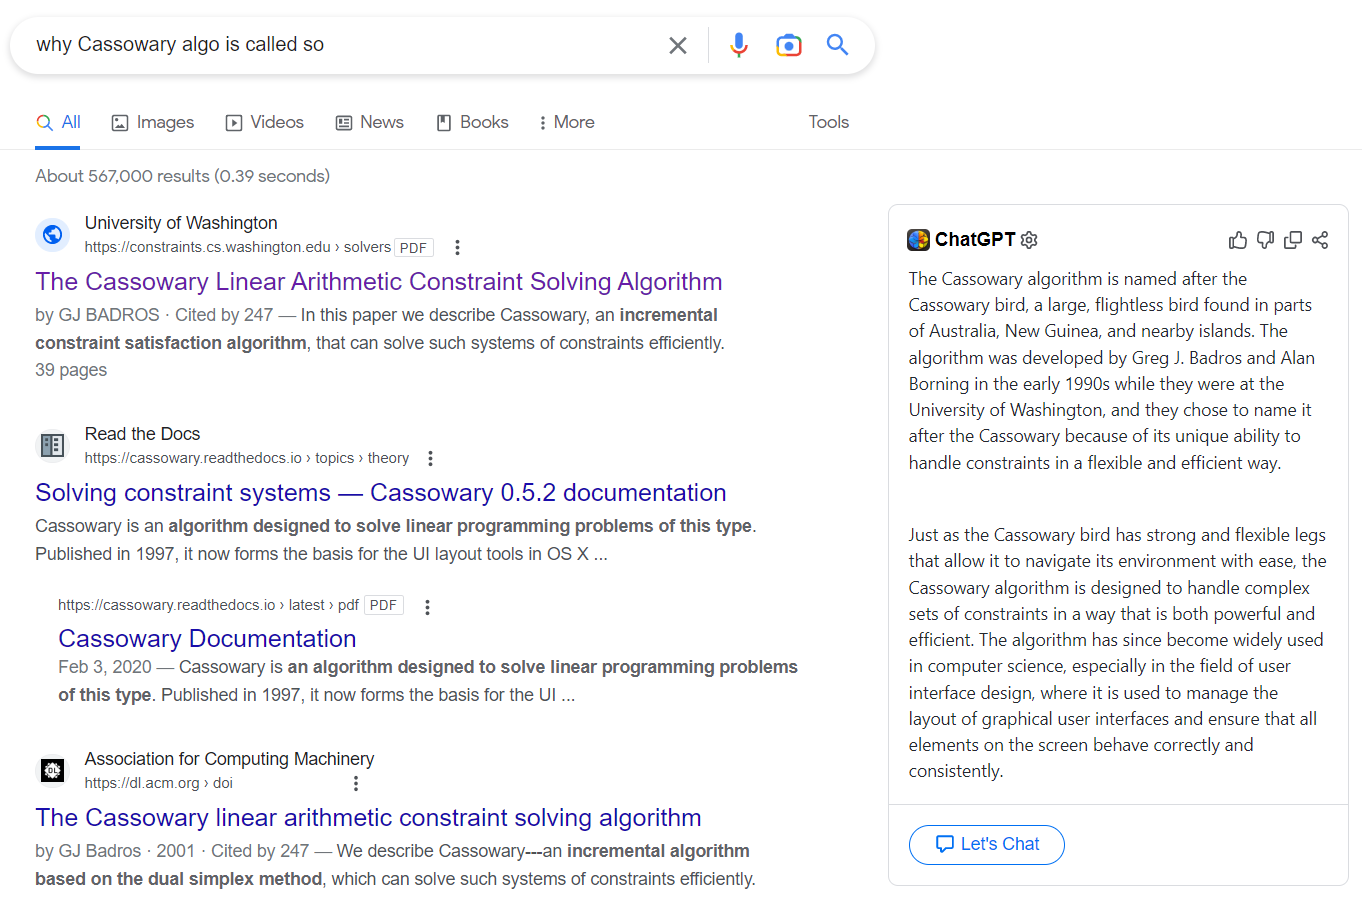 why Cassowary algo is called so
All
Images
Videos
News
Books
More
Tools
About 567,000 results (0.39 seconds)
University of Washington
https://constraints.cs.washington.edu › solvers PDF
The Cassowary Linear Arithmetic Constraint Solving Algorithm
by GJ BADROS · Cited by 247 — In this paper we describe Cassowary, an incremental
constraint satisfaction algorithm, that can solve such systems of constraints efficiently.
39 pages
Read the Docs
https://cassowary.readthedocs.io › topics › theory
Solving constraint systems — Cassowary 0.5.2 documentation
Cassowary is an algorithm designed to solve linear programming problems of this type.
Published in 1997, it now forms the basis for the UI layout tools in OS X ...
https://cassowary.readthedocs.io › latest › pdf PDF
Cassowary Documentation
Feb 3, 2020 — Cassowary is an algorithm designed to solve linear programming problems
of this type. Published in 1997, it now forms the basis for the UI ...
Association for Computing Machinery
https://dl.acm.org › doi
The Cassowary linear arithmetic constraint solving algorithm
by GJ Badros · 2001 · Cited by 247 — We describe Cassowary---an incremental algorithm
based on the dual simplex method, which can solve such systems of constraints efficiently.
ChatGPT
The Cassowary algorithm is named after the
Cassowary bird, a large, flightless bird found in parts
of Australia, New Guinea, and nearby islands. The
algorithm was developed by Greg J. Badros and Alan
Borning in the early 1990s while they were at the
University of Washington, and they chose to name it
after the Cassowary because of its unique ability to
handle constraints in a flexible and efficient way.
Just as the Cassowary bird has strong and flexible legs
that allow it to navigate its environment with ease, the
Cassowary algorithm is designed to handle complex
sets of constraints in a way that is both powerful and
efficient. The algorithm has since become widely used
in computer science, especially in the field of user
interface design, where it is used to manage the
layout of graphical user interfaces and ensure that all
elements on the screen behave correctly and
consistently.
Let's Chat